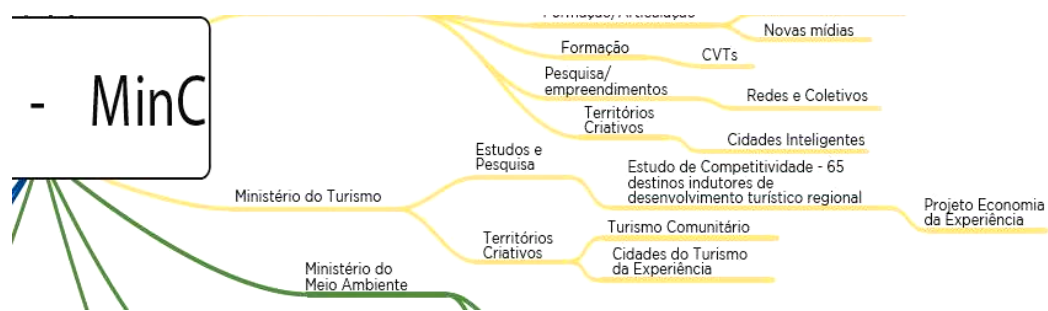 Formação/Articulação
Novas mídias
Formação
CVTs
Pesquisa/
empreendimentos
Redes e Coletivos
Territórios
Criativos
Cidades Inteligentes
- MinC
Estudos e
Pesquisa
Estudo de Competitividade - 65
destinos indutores de
desenvolvimento turístico regional
Projeto Economia
da Experiência
Ministério do Turismo
Territórios
Criativos
Turismo Comunitário
Cidades do Turismo
da Experiência
Ministério do
Meio Ambiente